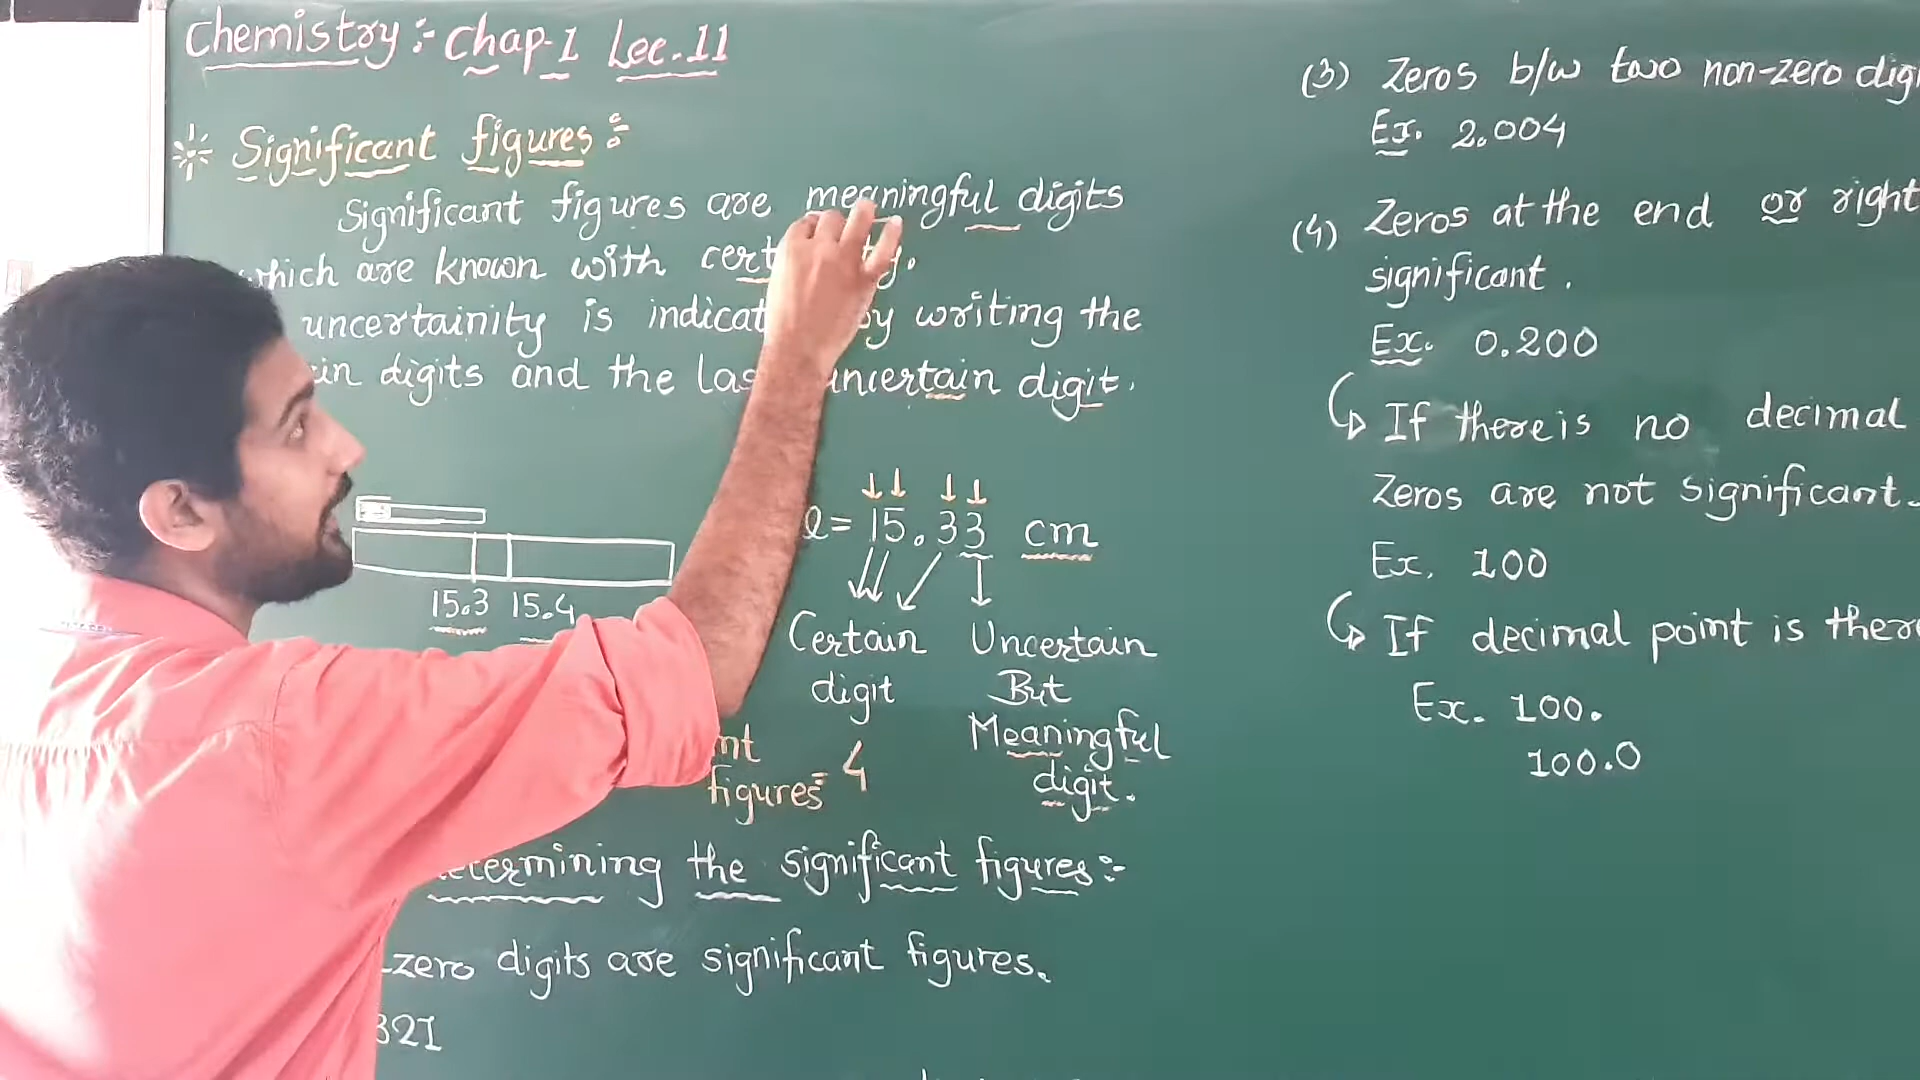 Chemistry :- Chap-1 Lec.11
Significant figures :-
Significant figures are meaningful digits
which are known with
uncertainity is indicat by writing the
digits and the uncertain digit.
l = 15.33 cm
15.3 15.4
Certain digit
Uncertain But Meaningful digit.
figures = 4
the significant figures :-
-zero digits are significant figures.
321
(3) Zeros b/w two non-zero
Ex. 2.004
(4) Zeros at the end or right
significant.
Ex. 0.200
If there is no decimal
Zeros are not significant.
Ex. 100
If decimal point is there
Ex. 100.
100.0